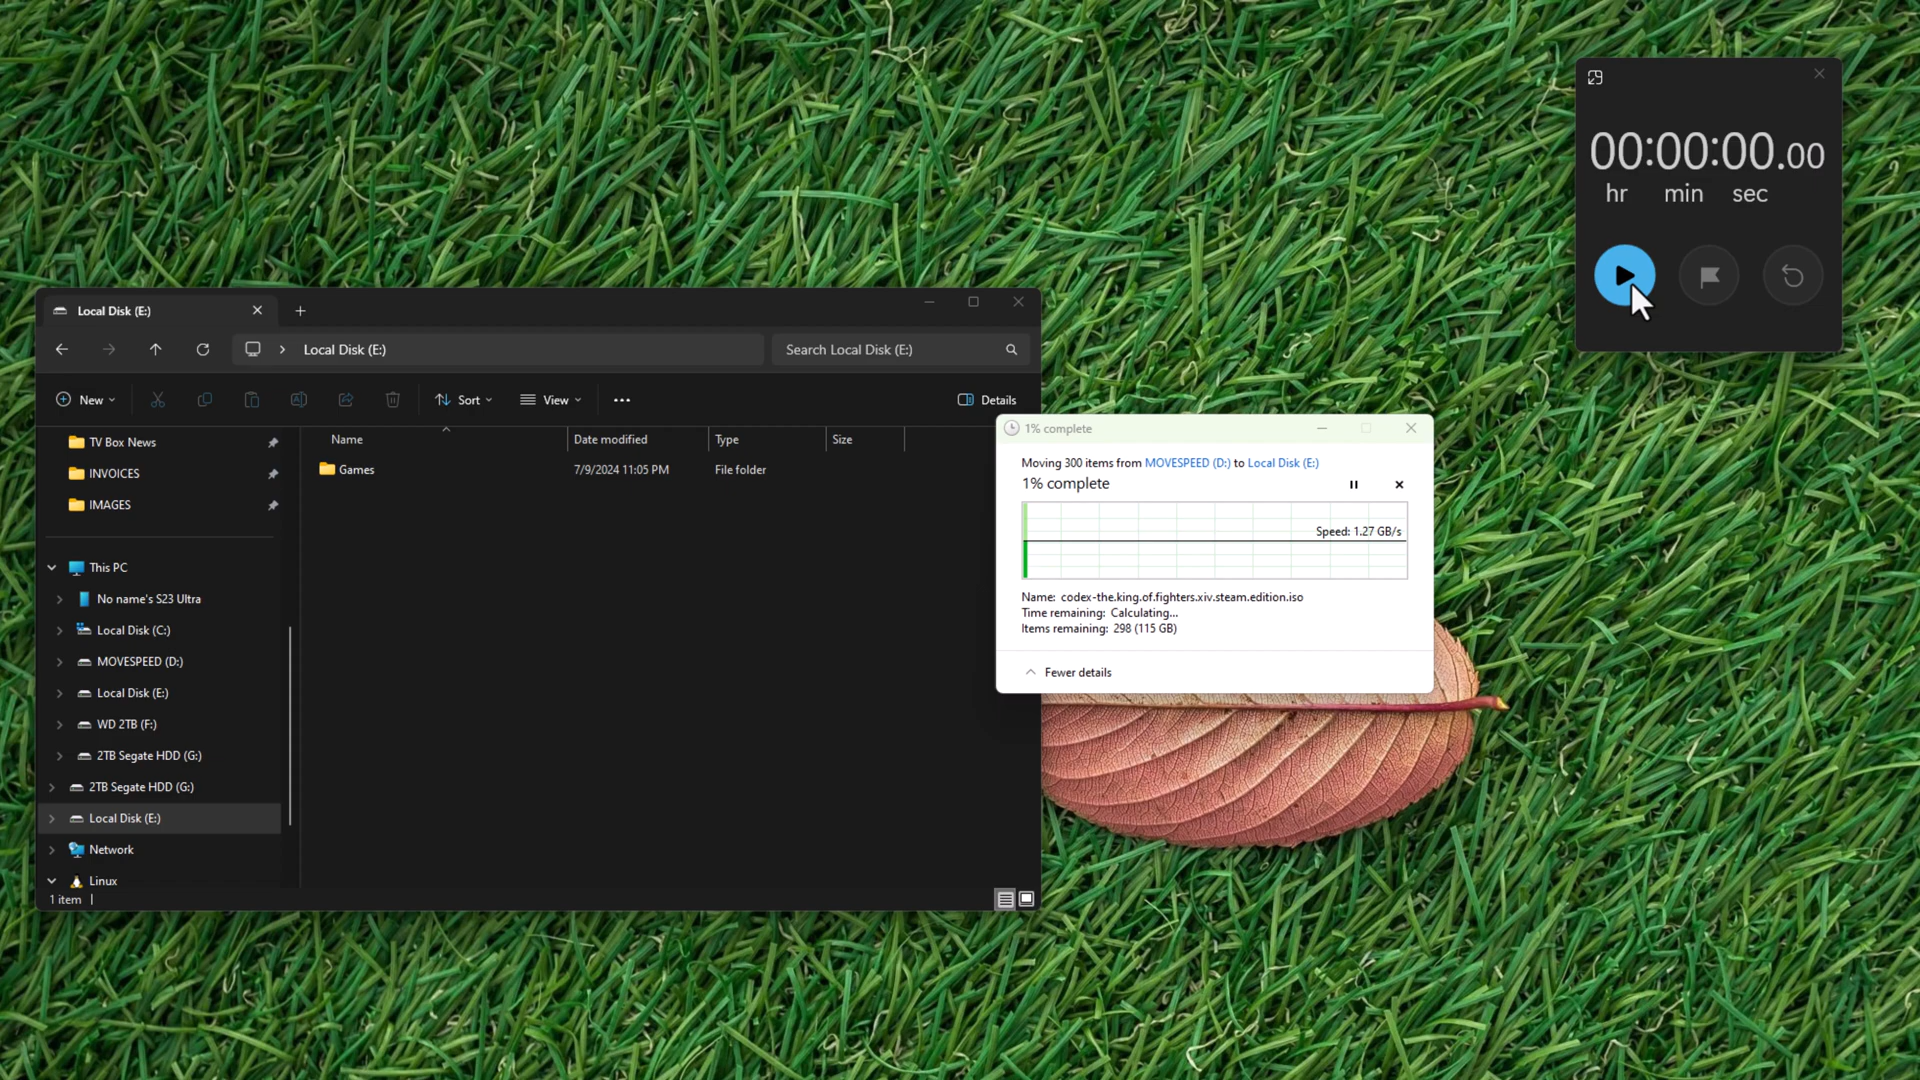 00:00:00.00
hr min sec
Local Disk (E:)
Local Disk (E:)
Search Local Disk (E:)
New
Sort
View
Details
Name
Date modified
Type
Size
Games
7/9/2024 11:05 PM
File folder
TV Box News
INVOICES
IMAGES
This PC
No name's S23 Ultra
Local Disk (C:)
MOVESPEED (D:)
Local Disk (E:)
WD 2TB (F:)
2TB Segate HDD (G:)
2TB Segate HDD (G:)
Local Disk (E:)
Network
Linux
1 item
1% complete
Moving 300 items from MOVESPEED (D:) to Local Disk (E:)
1% complete
Speed: 1.27 GB/s
Name: codex-the.king.of.fighters.xiv.steam.edition.iso
Time remaining: Calculating...
Items remaining: 298 (115 GB)
Fewer details